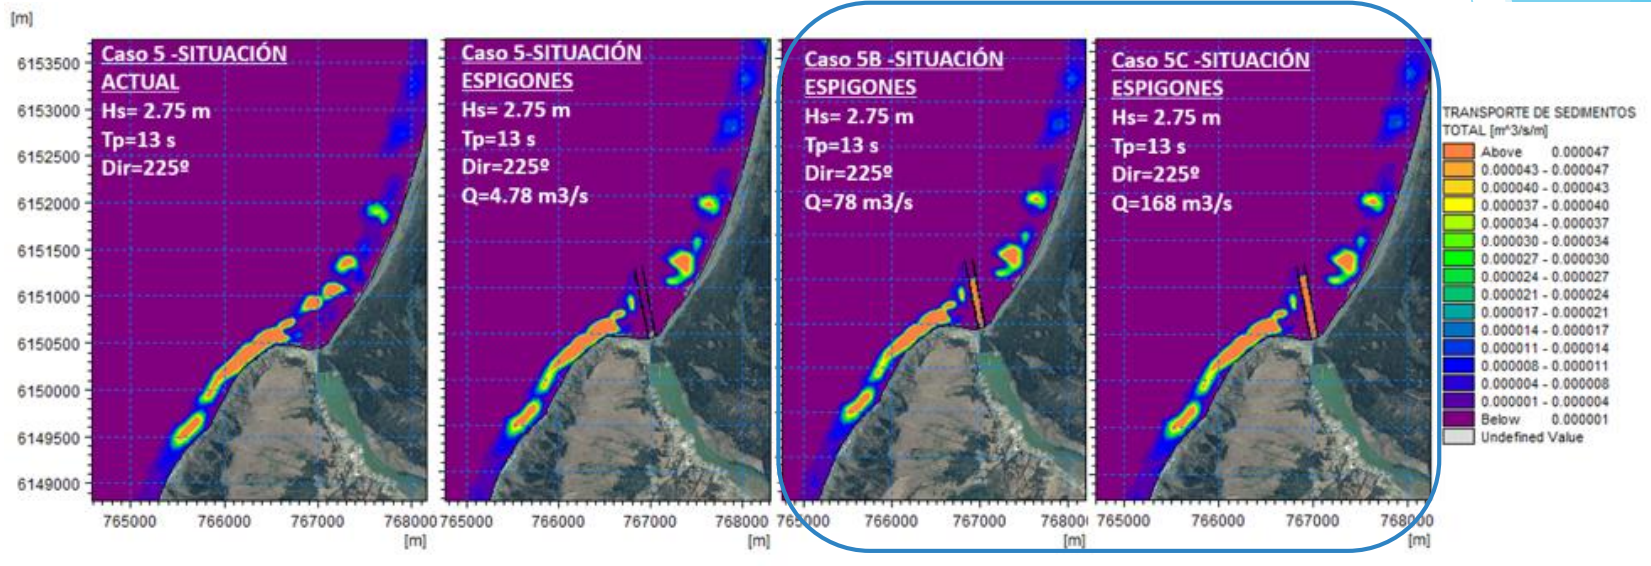 [m]
6153500
6153000
6152500
6152000
6151500
6151000
6150500
6150000
6149500
6149000
Caso 5 -SITUACIÓN
ACTUAL
Hs= 2.75 m
Tp=13 s
Dir=225º
765000 766000 767000 768000
[m]
Caso 5-SITUACIÓN
ESPIGONES
Hs= 2.75 m
Tp=13 s
Dir=225º
Q=4.78 m3/s
765000 766000 767000 768000
[m]
Caso 5B -SITUACIÓN
ESPIGONES
Hs= 2.75 m
Tp=13 s
Dir=225º
Q=78 m3/s
765000 766000 767000 76800
[m]
Caso 5C -SITUACIÓN
ESPIGONES
Hs= 2.75 m
Tp=13 s
Dir=225º
Q=168 m3/s
765000 766000 767000 768000
[m]
TRANSPORTE DE SEDIMENTOS
TOTAL [m^3/s/m]
Above 0.000047
0.000043 - 0.000047
0.000040 - 0.000043
0.000037 - 0.000040
0.000034 - 0.000037
0.000030 - 0.000034
0.000027 - 0.000030
0.000024 - 0.000027
0.000021 - 0.000024
0.000017 - 0.000021
0.000014 - 0.000017
0.000011 - 0.000014
0.000008 - 0.000011
0.000004 - 0.000008
0.000001 - 0.000004
Below 0.000001
Undefined Value